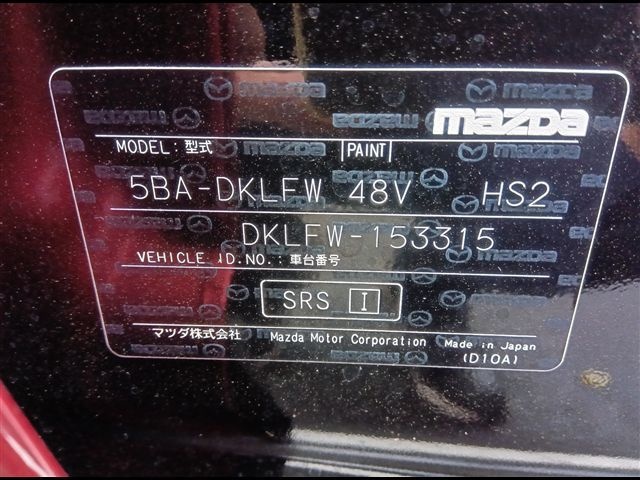 mazda
MODEL:型式 PAINT
5BA-DKLFW 48V HS2
DKLFW-153315
VEHICLE I.D.NO.:車台番号
SRS I
マツダ株式会社 Mazda Motor Corporation Made in Japan
(D10A)